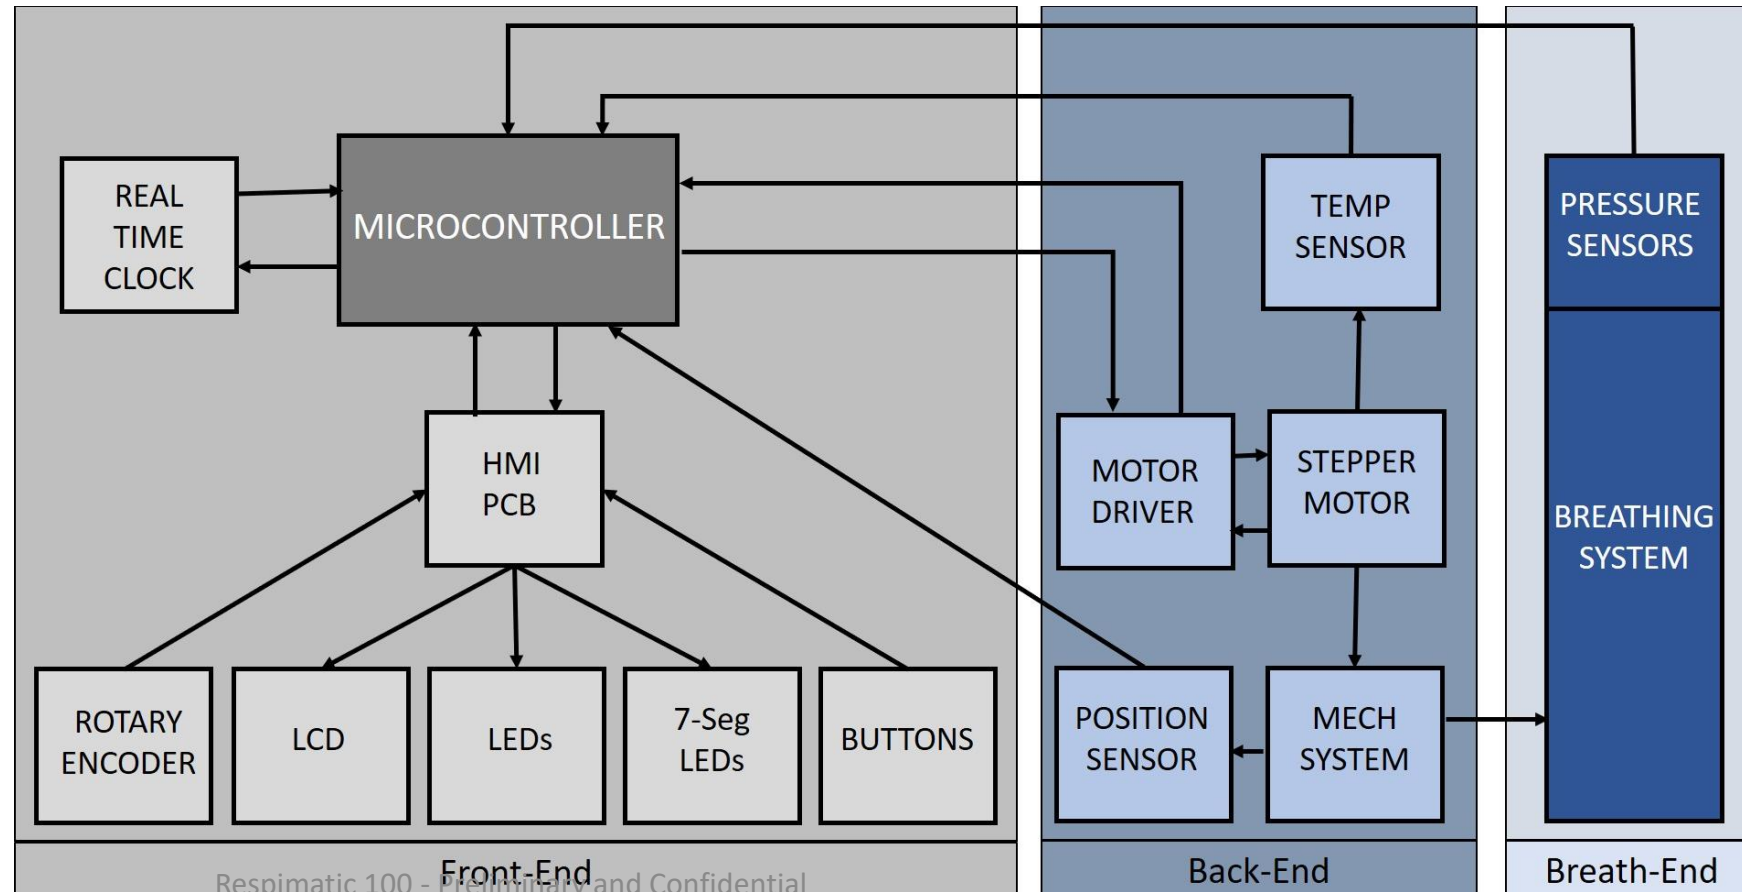 REAL
TIME
CLOCK
MICROCONTROLLER
TEMP
SENSOR
PRESSURE
SENSORS
HMI
PCB
MOTOR
DRIVER
STEPPER
MOTOR
BREATHING
SYSTEM
ROTARY
ENCODER
LCD
LEDs
7-Seg
LEDs
BUTTONS
POSITION
SENSOR
MECH
SYSTEM
Front-End
Back-End
Breath-End
Respimatic 100 - Preliminary and Confidential